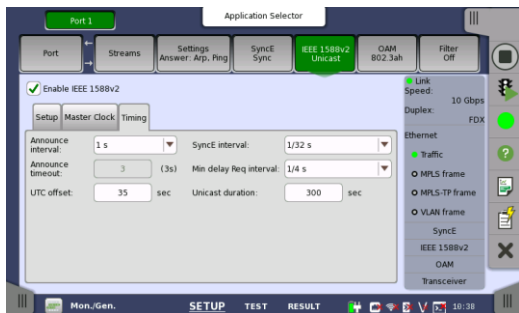 Port 1
Application Selector
Port
Streams
Settings
Answer: Arp, Ping
SyncE
Sync
IEEE 1588v2
Unicast
OAM
802.3ah
Filter
Off
Enable IEEE 1588v2
Setup
Master Clock
Timing
Announce interval:
1 s
SyncE interval:
1/32 s
Announce timeout:
3
(3s)
Min delay Req interval:
1/4 s
UTC offset:
35
sec
Unicast duration:
300
sec
Link
Speed:
10 Gbps
Duplex:
FDX
Ethernet
Traffic
MPLS frame
MPLS-TP frame
VLAN frame
SyncE
IEEE 1588v2
OAM
Transceiver
Mon./Gen.
SETUP
TEST
RESULT
10:38